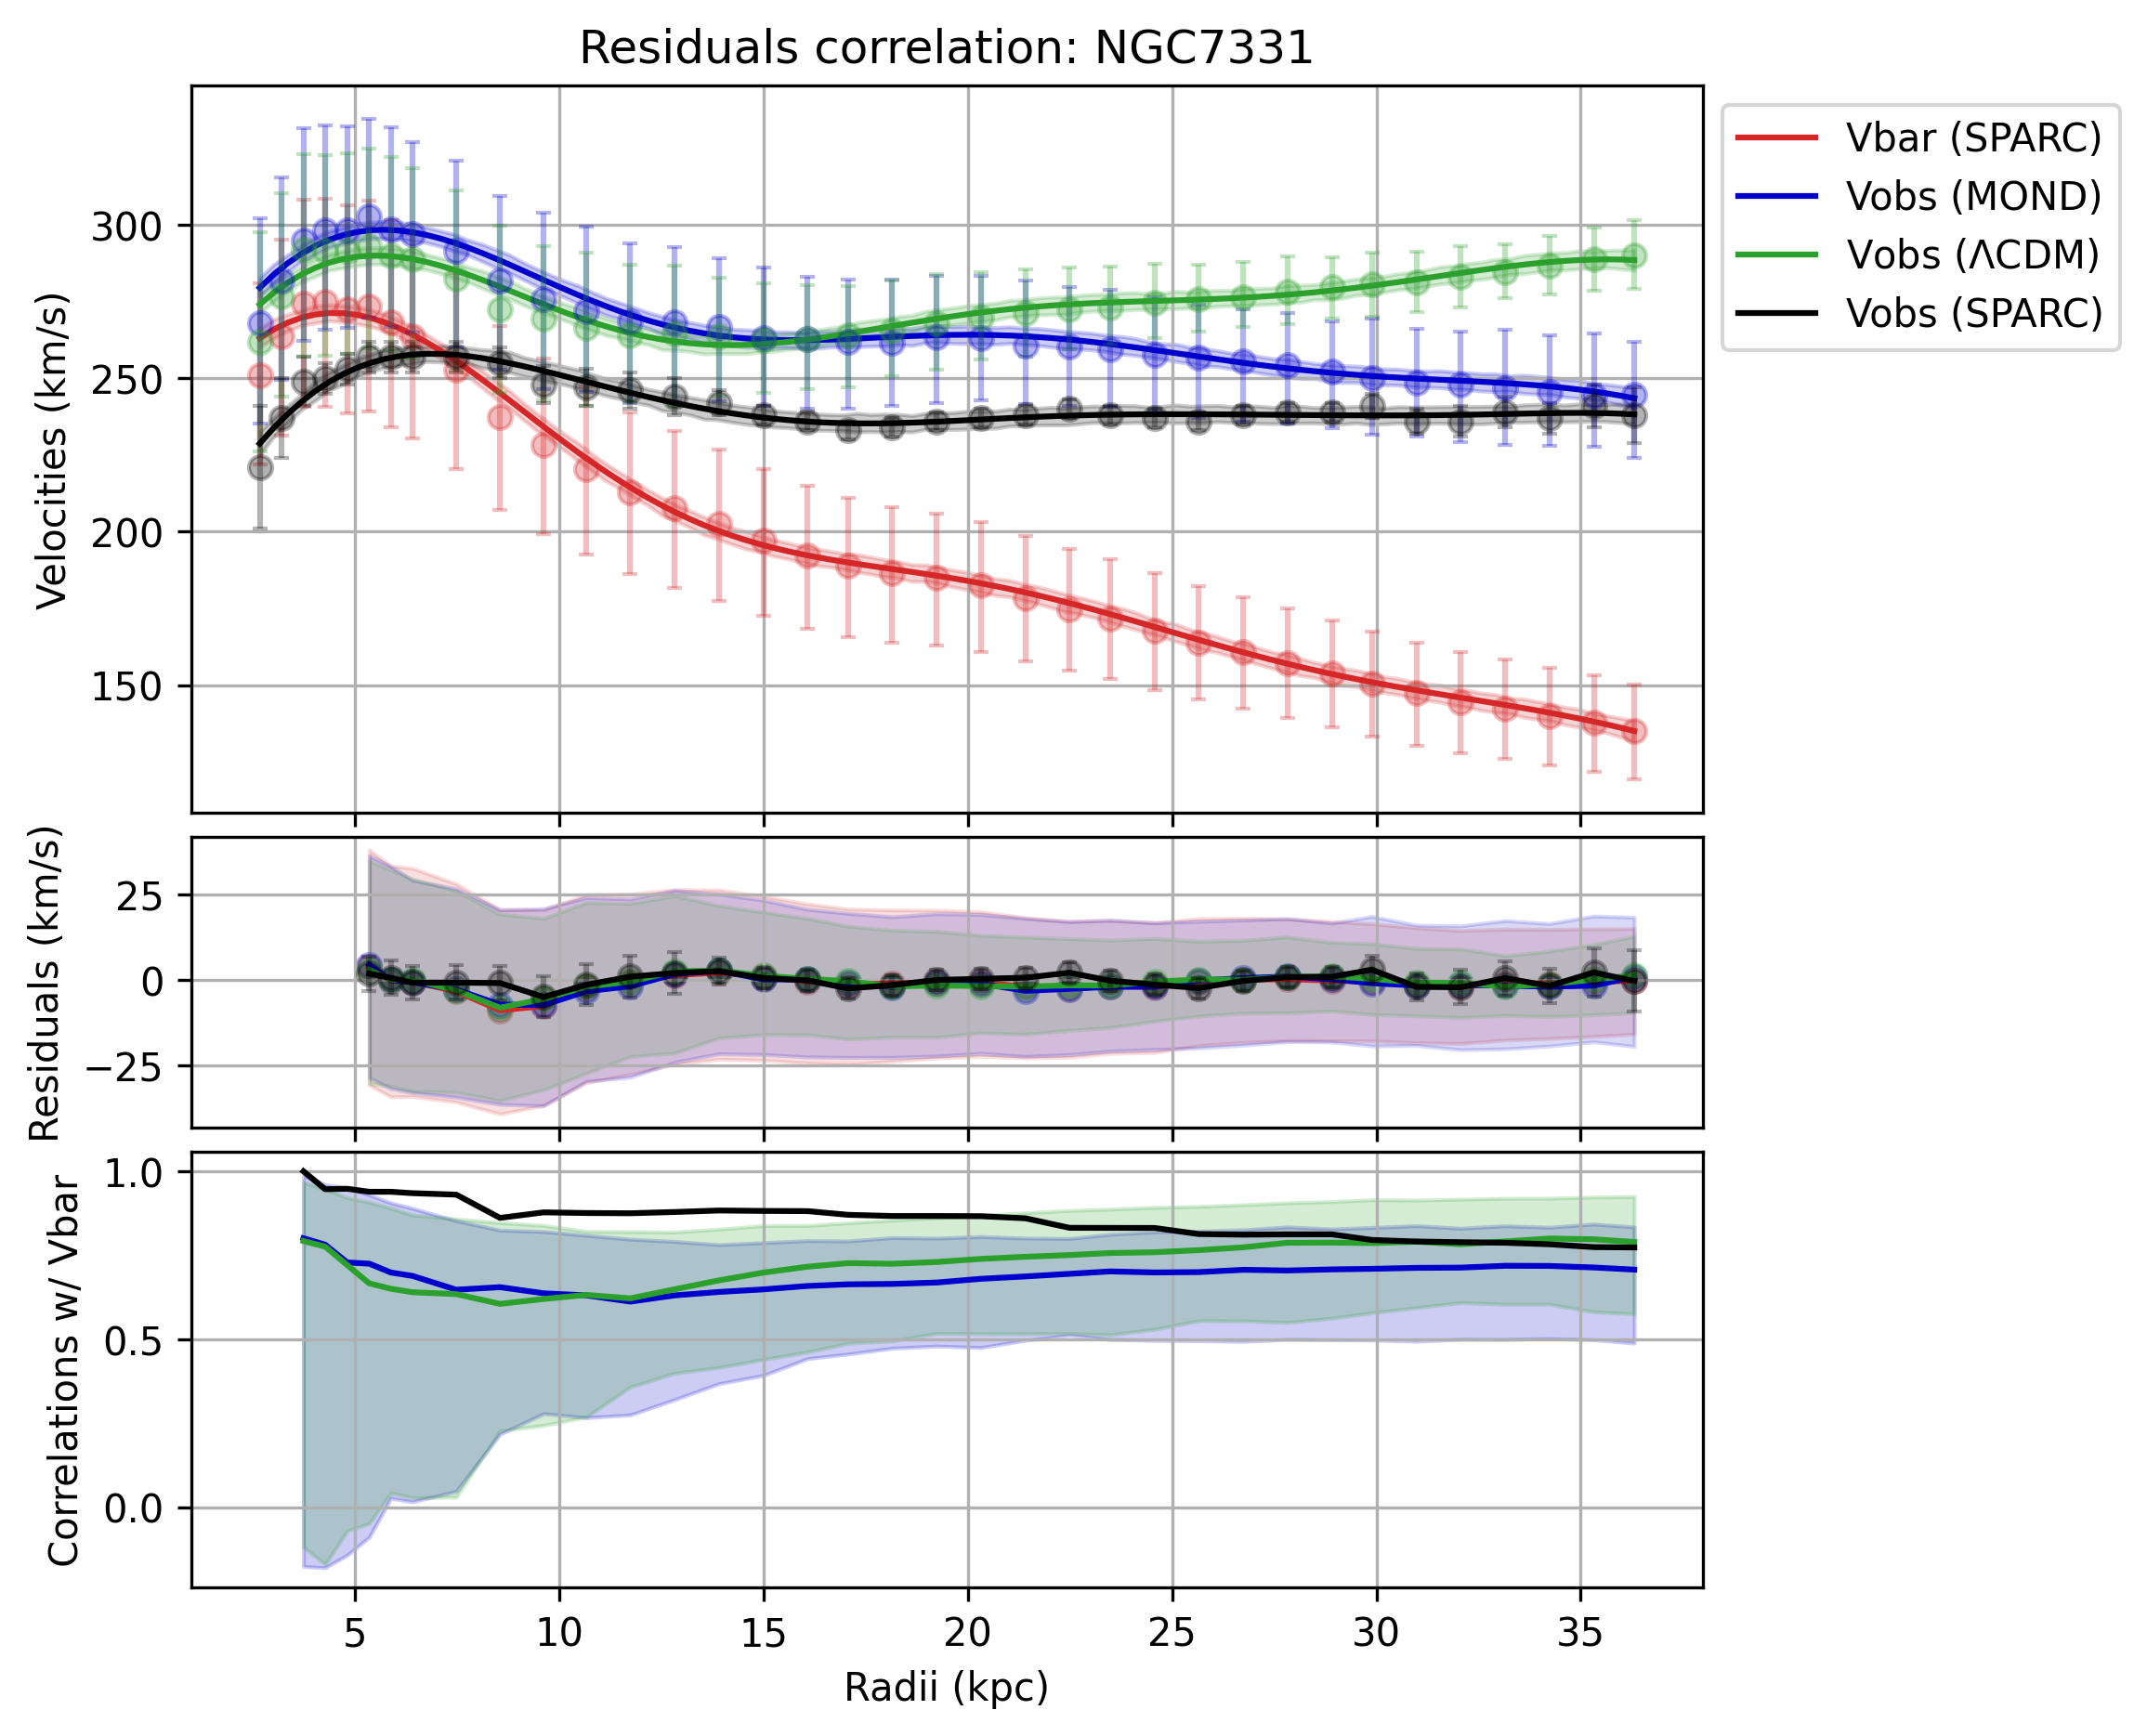 Residuals correlation: NGC7331
Velocities (km/s)
300
250
200
150
Vbar (SPARC)
Vobs (MOND)
Vobs (ΛCDM)
Vobs (SPARC)
Residuals (km/s)
25
0
−25
Correlations w/ Vbar
1.0
0.5
0.0
5 10 15 20 25 30 35
Radii (kpc)